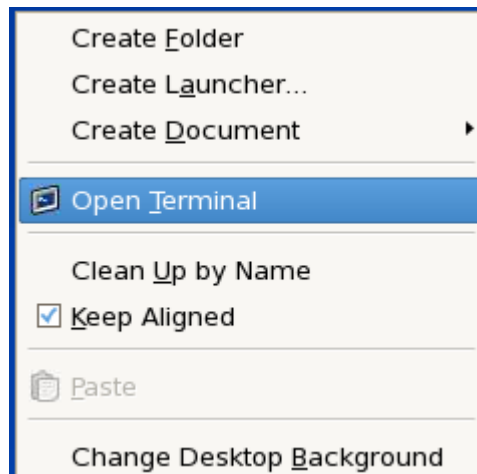 Create Folder
Create Launcher...
Create Document
Open Terminal
Clean Up by Name
Keep Aligned
Paste
Change Desktop Background